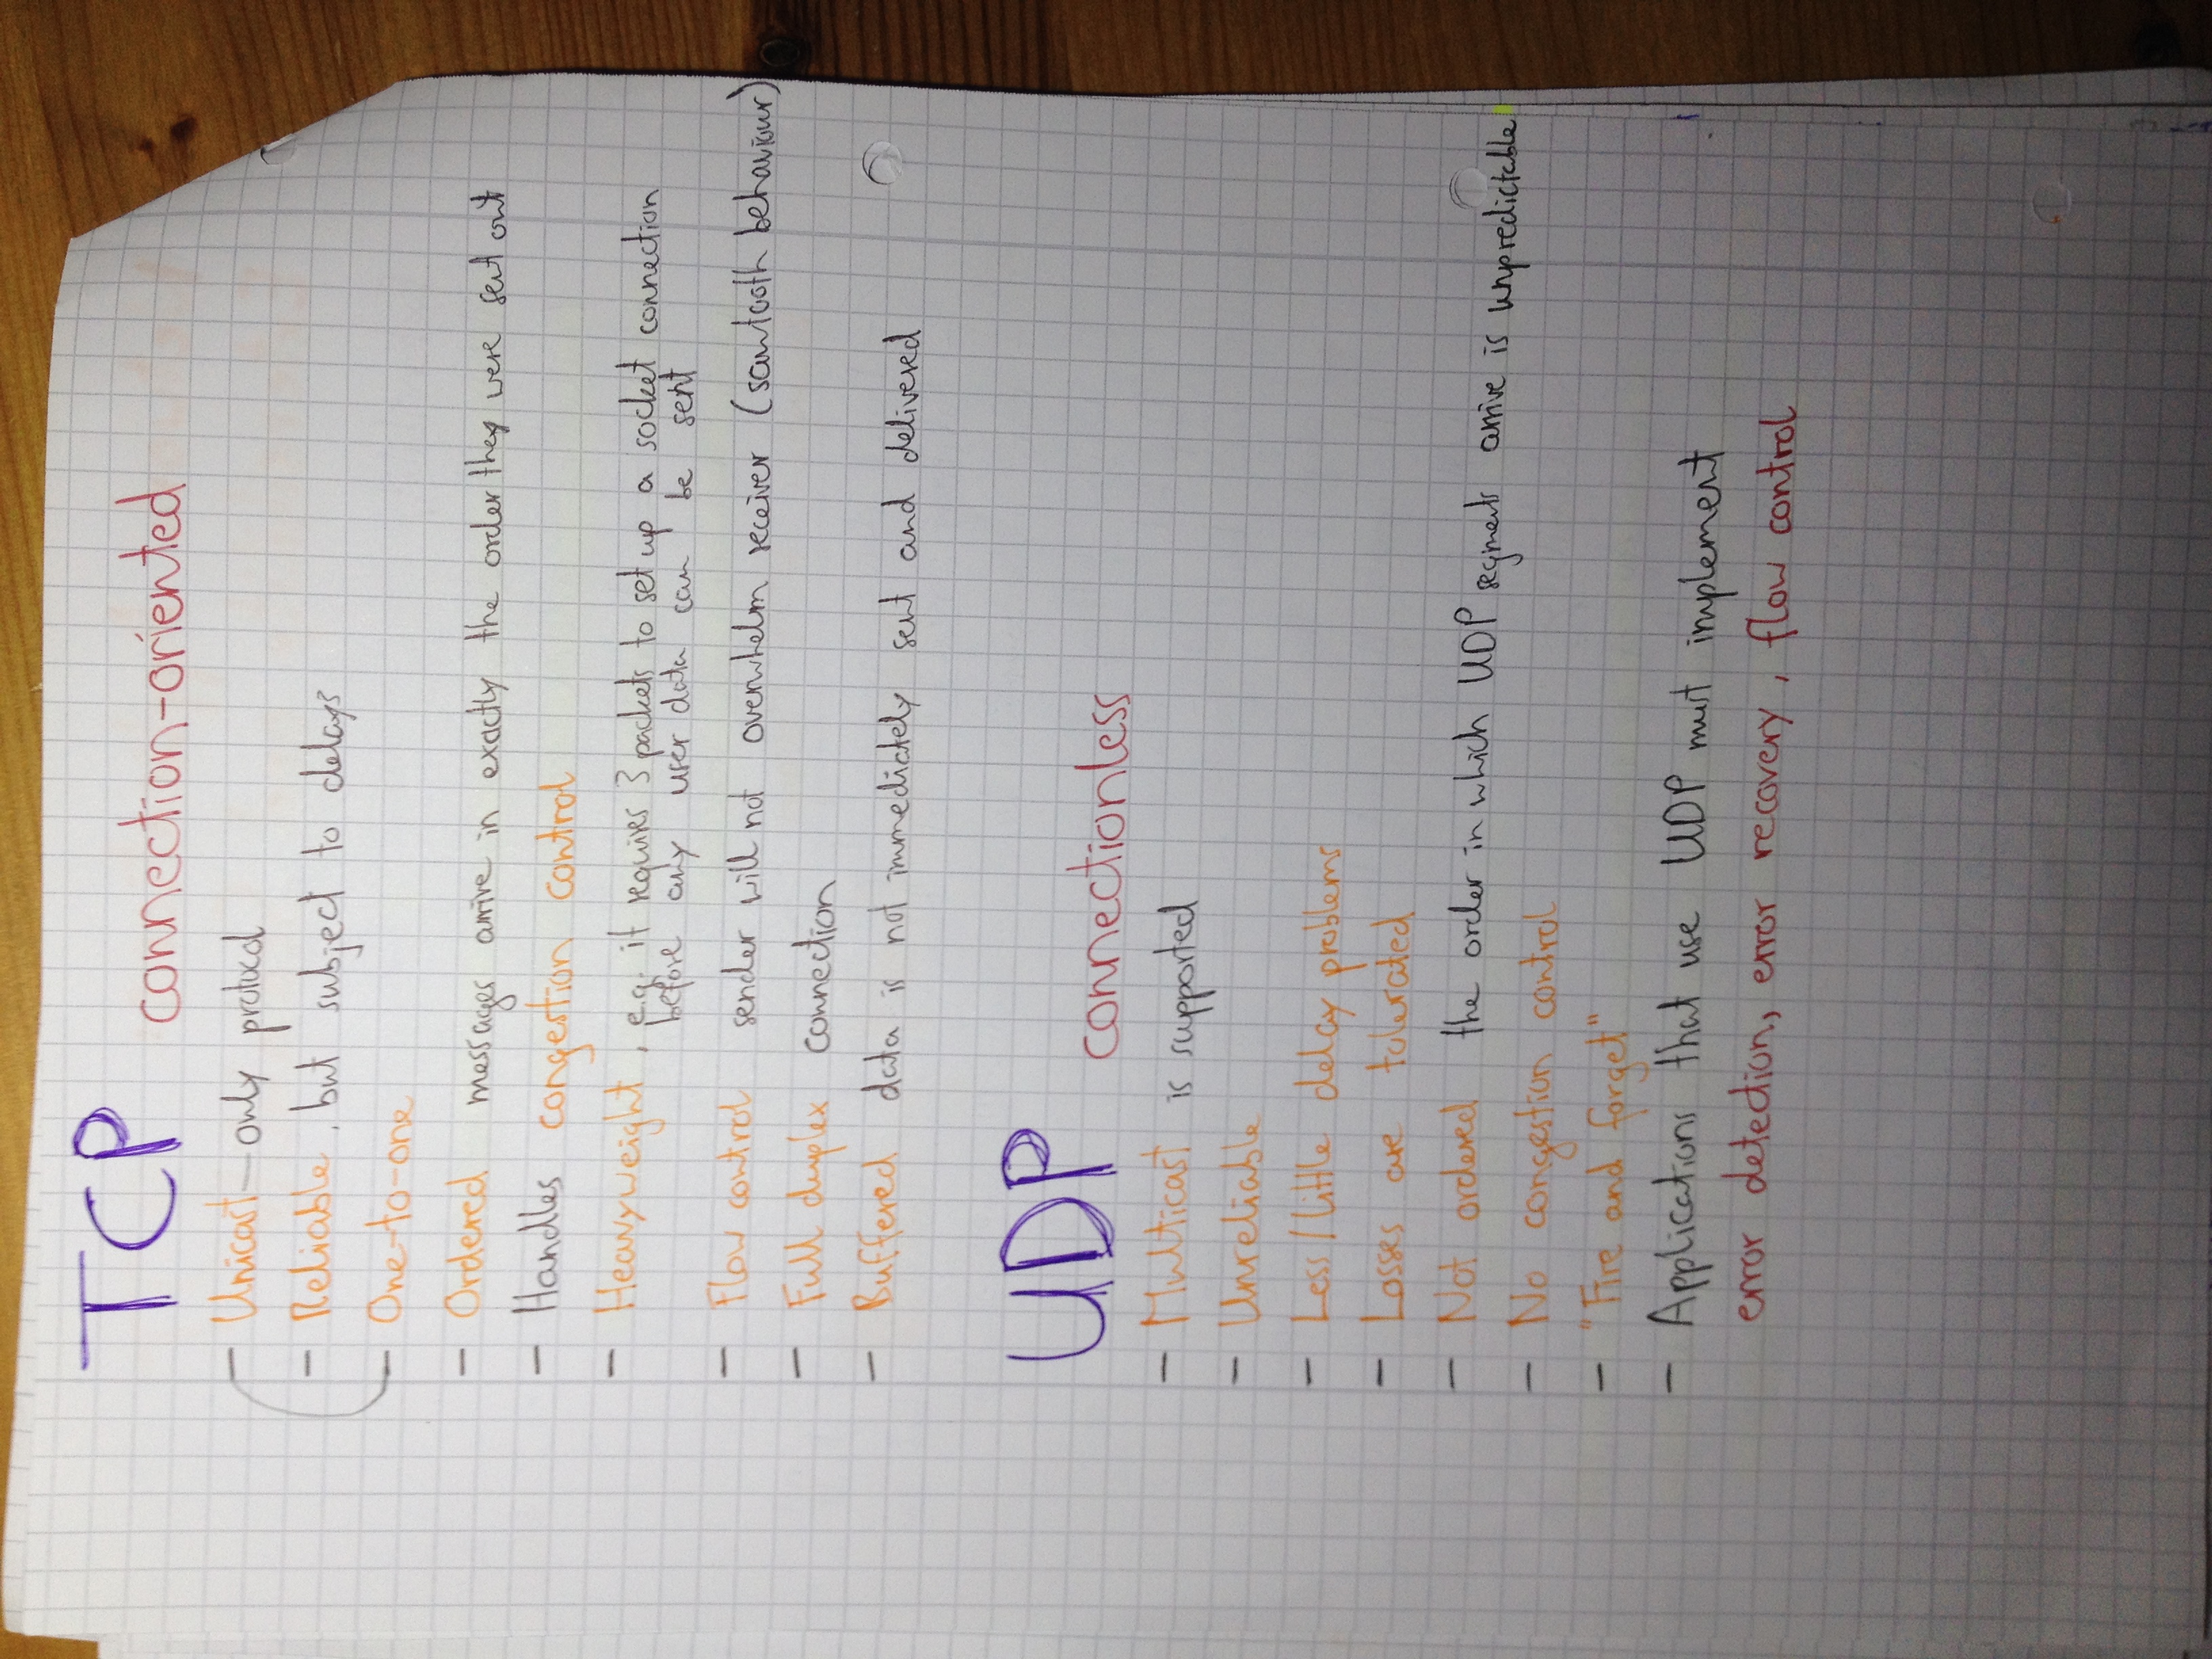 TCP connection-oriented
- Unicast-only protocol
- Reliable, but subject to delays
- One-to-one
- Ordered messages arrive in exactly the order they were sent out
- Handles congestion control
- Heavyweight, e.g. it requires 3 packets to set up a socket connection
before any user data can be sent
- Flow control sender will not overwhelm receiver (sawtooth behaviour)
- Full duplex connection
- Buffered data is not immediately sent and delivered
UDP connectionless
- Multicast is supported
- Unreliable
- Less/little delay problems
- Losses are tolerated
- Not ordered the order in which UDP segments arrive is unpredictable
- No congestion control
- "Fire and forget"
- Applications that use UDP must implement
error detection, error recovery, flow control